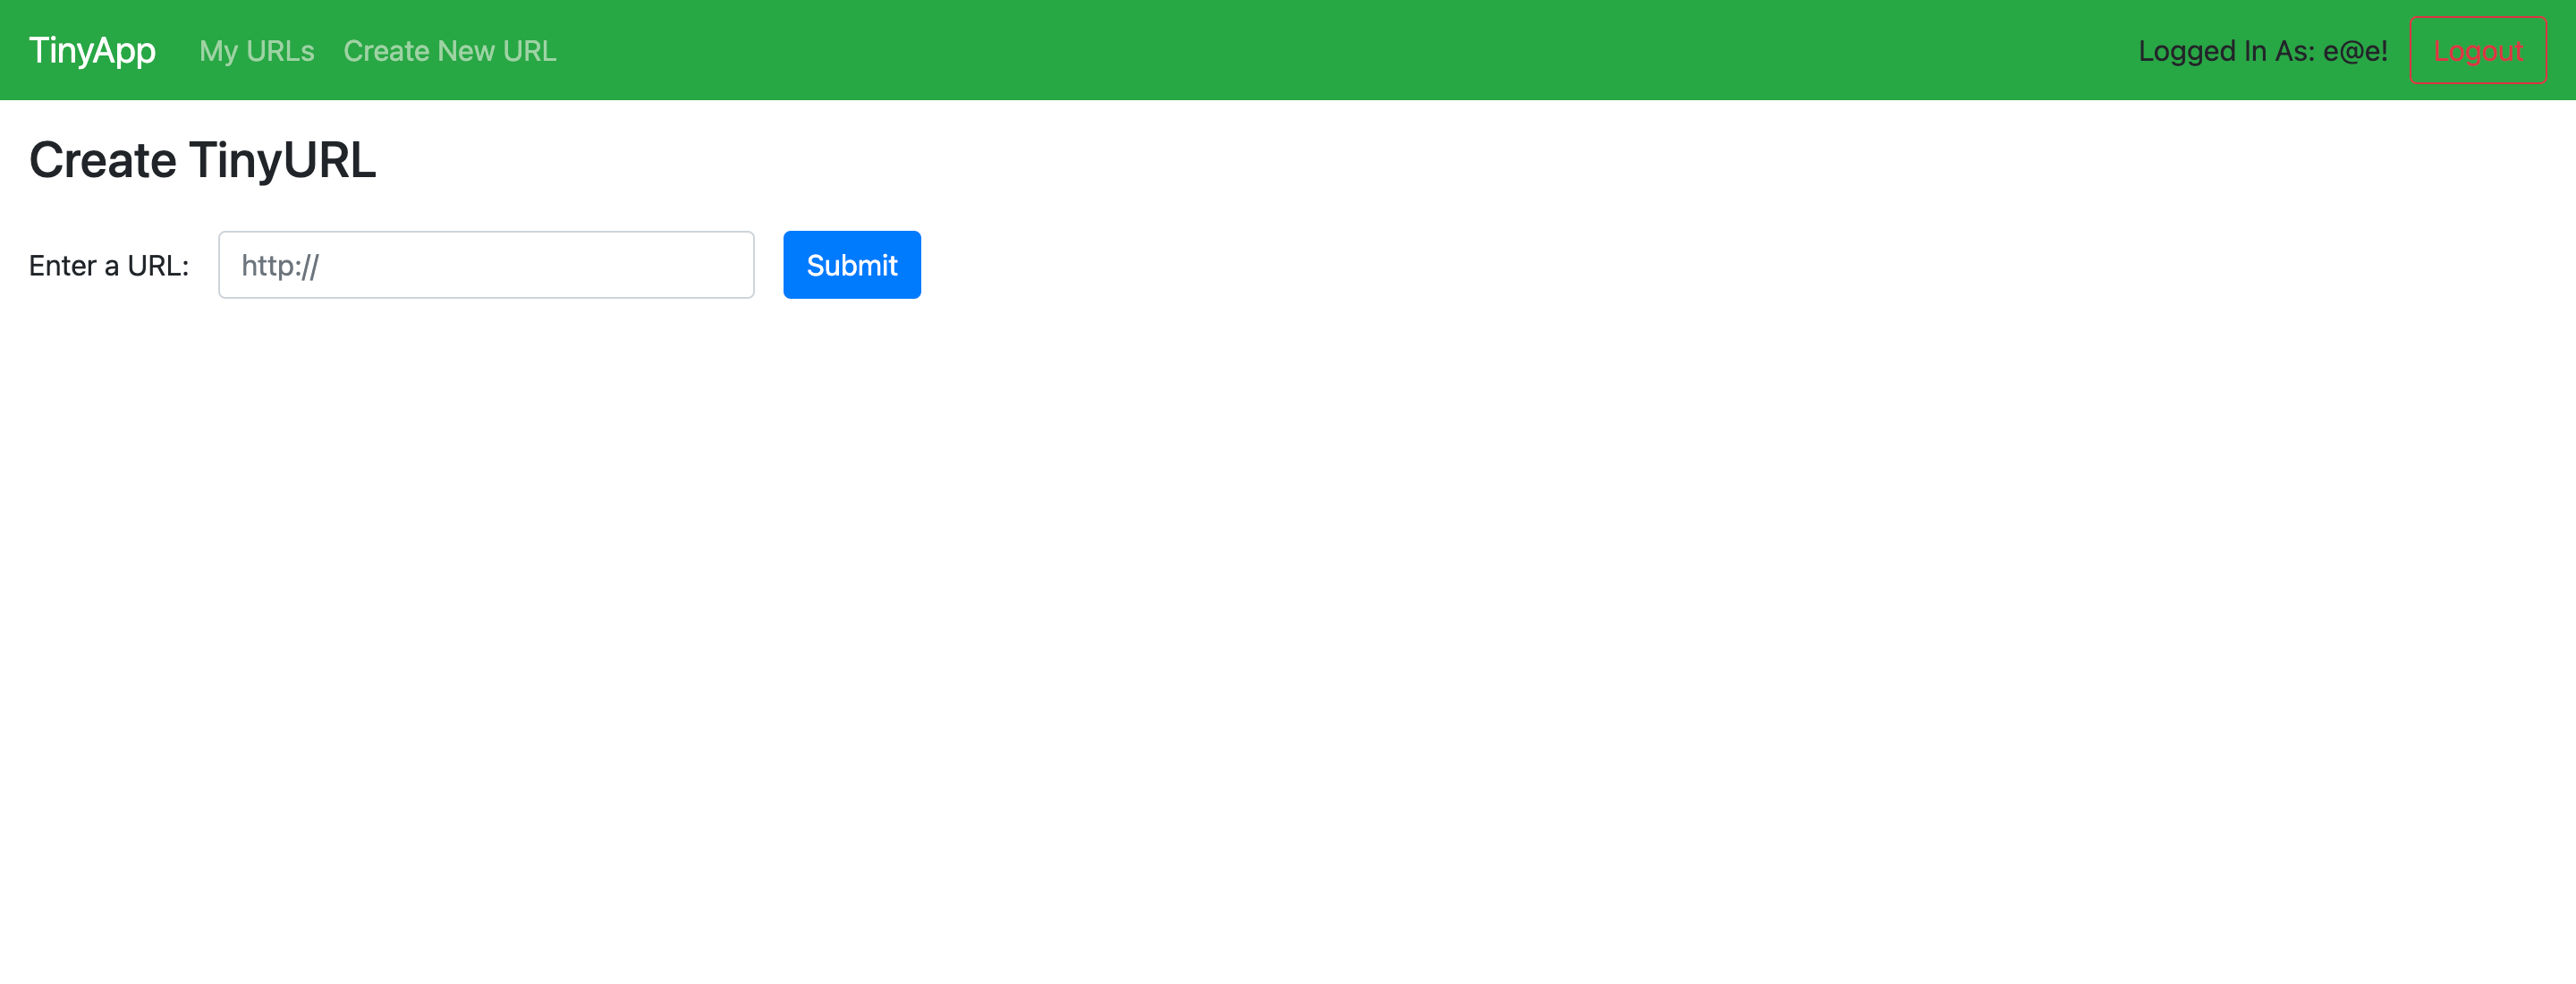 TinyApp My URLs Create New URL Logged In As: e@e! Logout
Create TinyURL
Enter a URL: http:// Submit